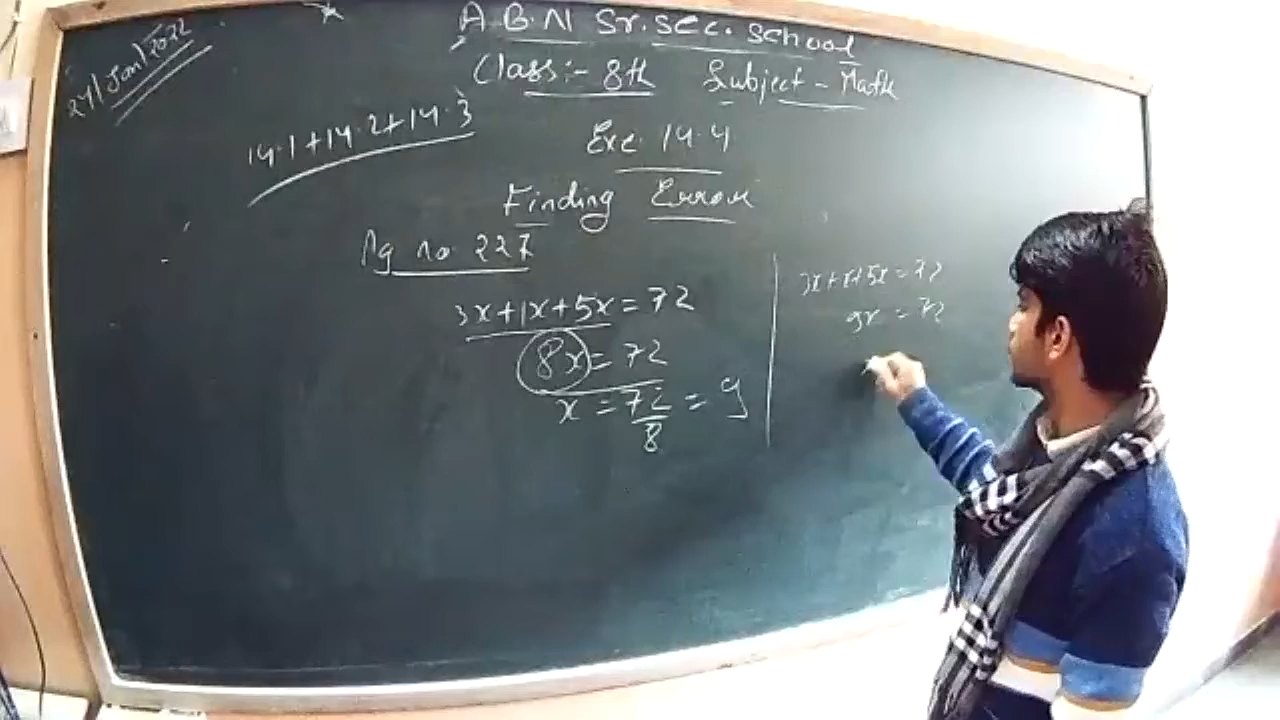 24/Jan/2022
A.B.N Sr. Sec. School
Class:- 8th Subject - Math
14.1+14.2+14.3
Exe. 14.4
Finding Error
Pg no 227
3x+1x+5x=72
8x=72
x = 72/8 = 9
3x+x+5x=72
9x = 72